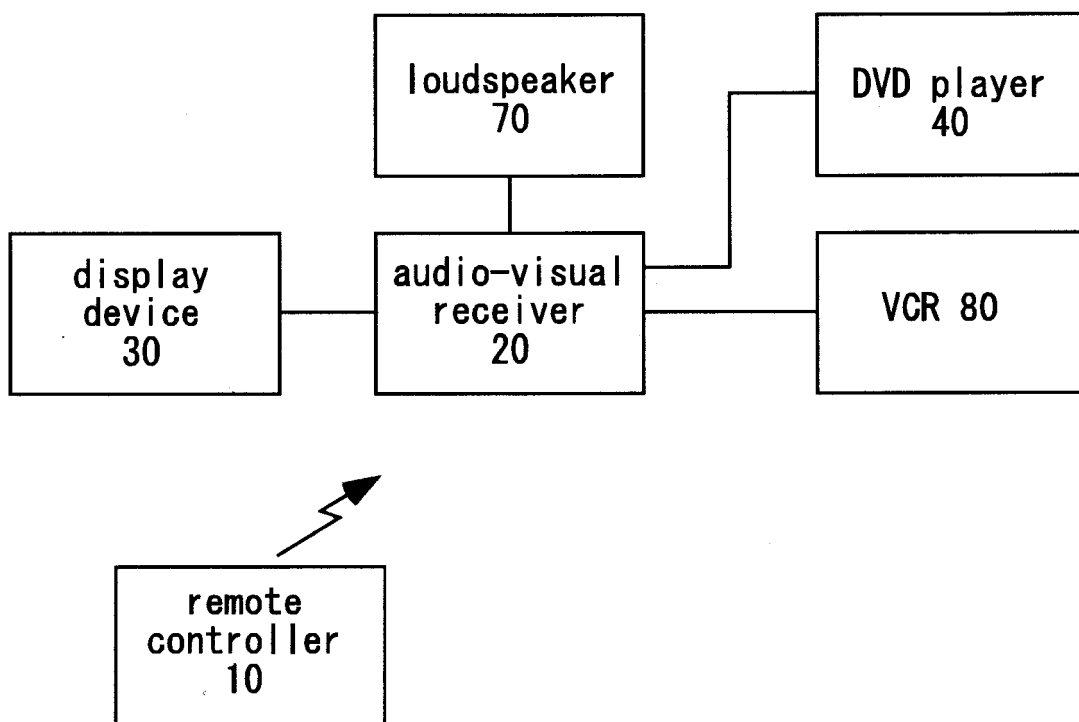 loudspeaker
70
DVD player
40
display
device
30
audio-visual
receiver
20
VCR 80
remote
controller
10